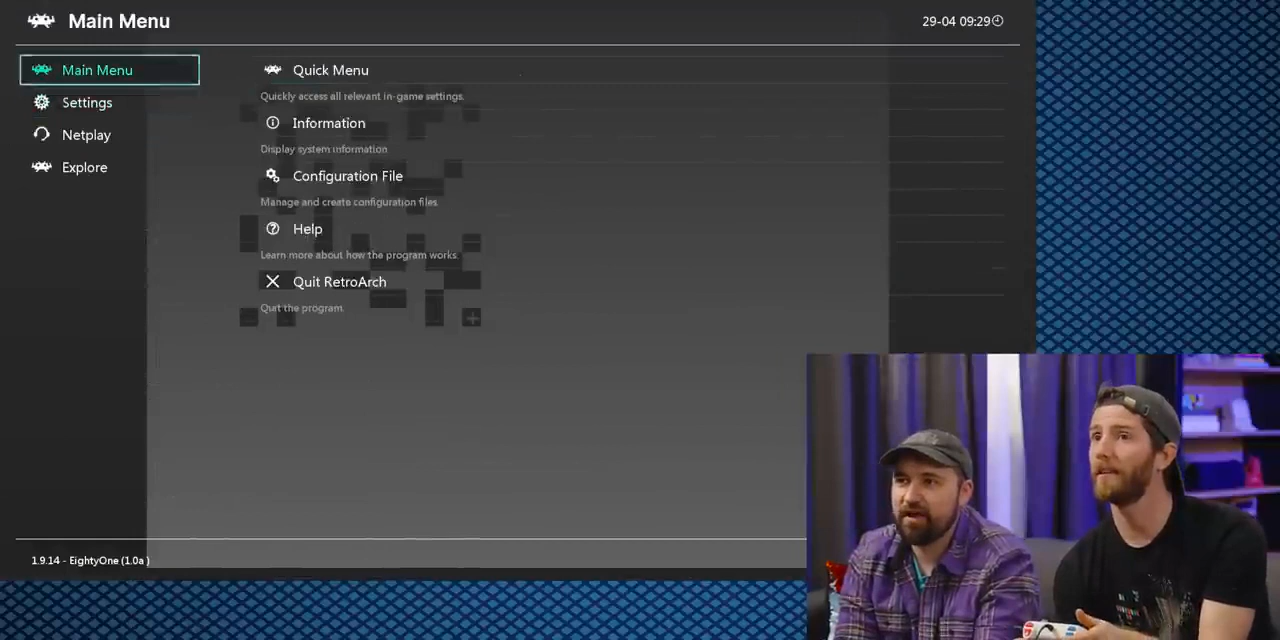 Main Menu
29-04 09:29
Main Menu
Settings
Netplay
Explore
Quick Menu
Quickly access all relevant in-game settings.
Information
Display system information
Configuration File
Manage and create configuration files.
Help
Learn more about how the program works.
Quit RetroArch
Quit the program.
1.9.14 - EightyOne (1.0a)